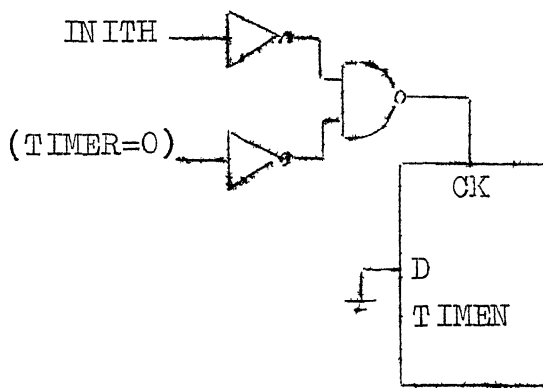 INITH
(TIMER=0)
CK
D
TIMEN